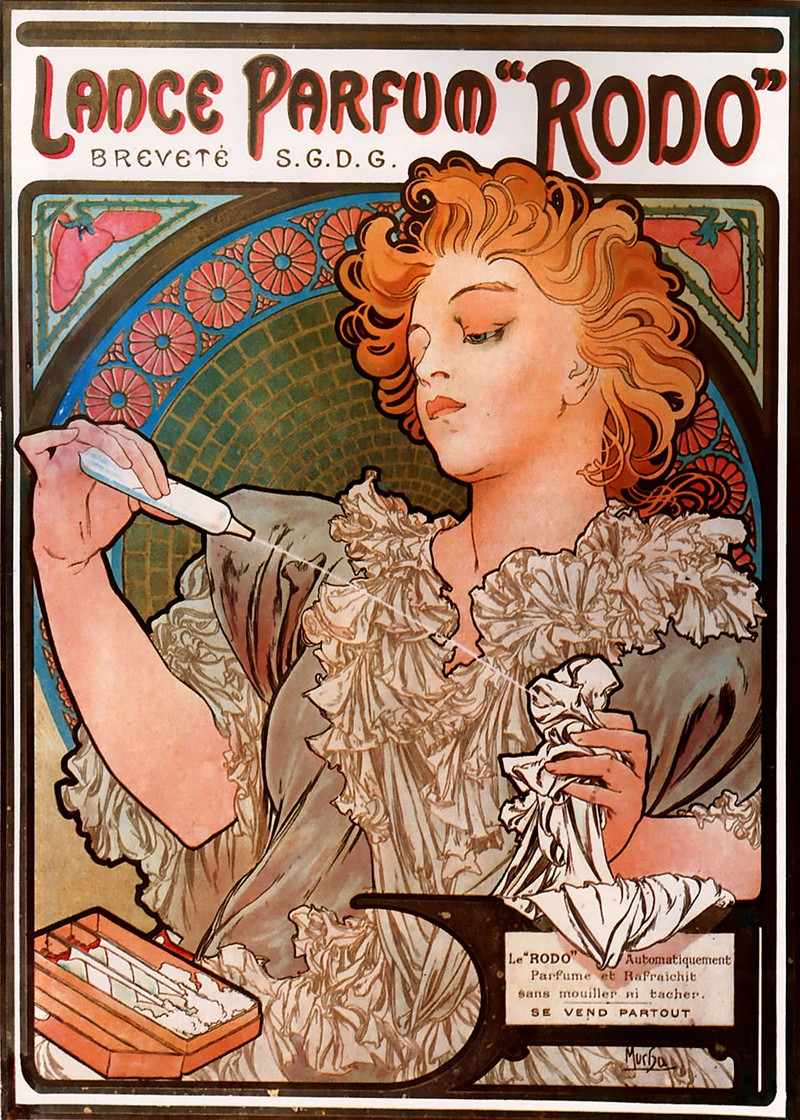 LANCE PARFUM "RODO"
BREVETÉ S.G.D.G.
Le "RODO" Automatiquement
Parfume et Rafraichit
sans mouiller ni tacher.
SE VEND PARTOUT
Mucha